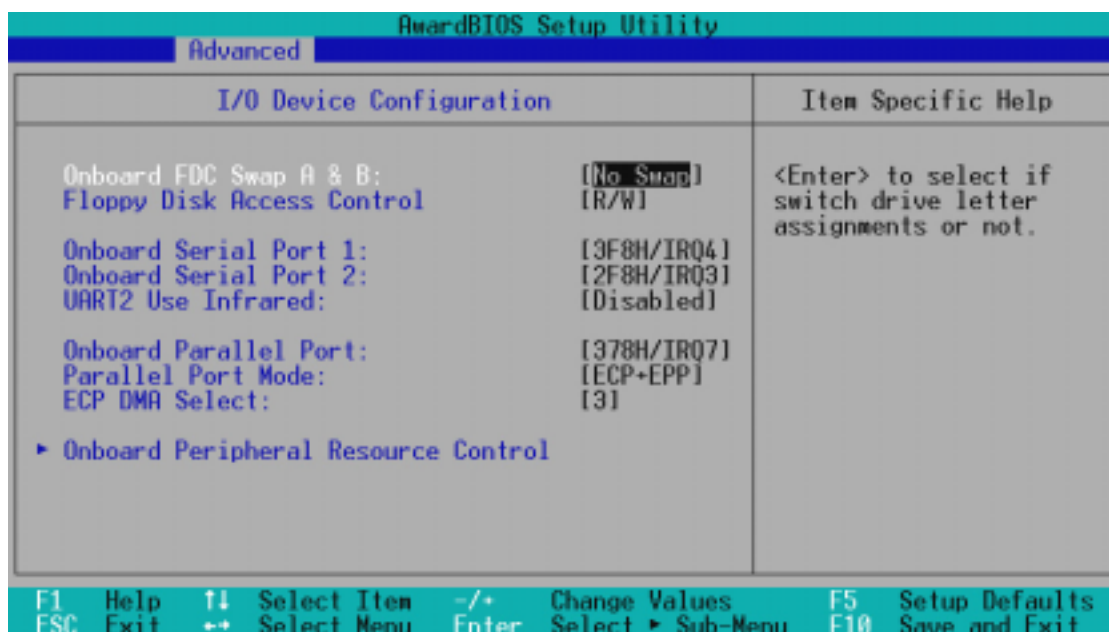 AwardBIOS Setup Utility
Advanced
I/O Device Configuration
Item Specific Help
Onboard FDC Swap A & B: [No Swap]
Floppy Disk Access Control [R/W]
Onboard Serial Port 1: [3F8H/IRQ4]
Onboard Serial Port 2: [2F8H/IRQ3]
UART2 Use Infrared: [Disabled]
Onboard Parallel Port: [378H/IRQ7]
Parallel Port Mode: [ECP+EPP]
ECP DMA Select: [3]
► Onboard Peripheral Resource Control
<Enter> to select if
switch drive letter
assignments or not.
F1 Help ↑↓ Select Item -/+ Change Values F5 Setup Defaults
ESC Exit ←→ Select Menu Enter Select ► Sub-Menu F10 Save and Exit